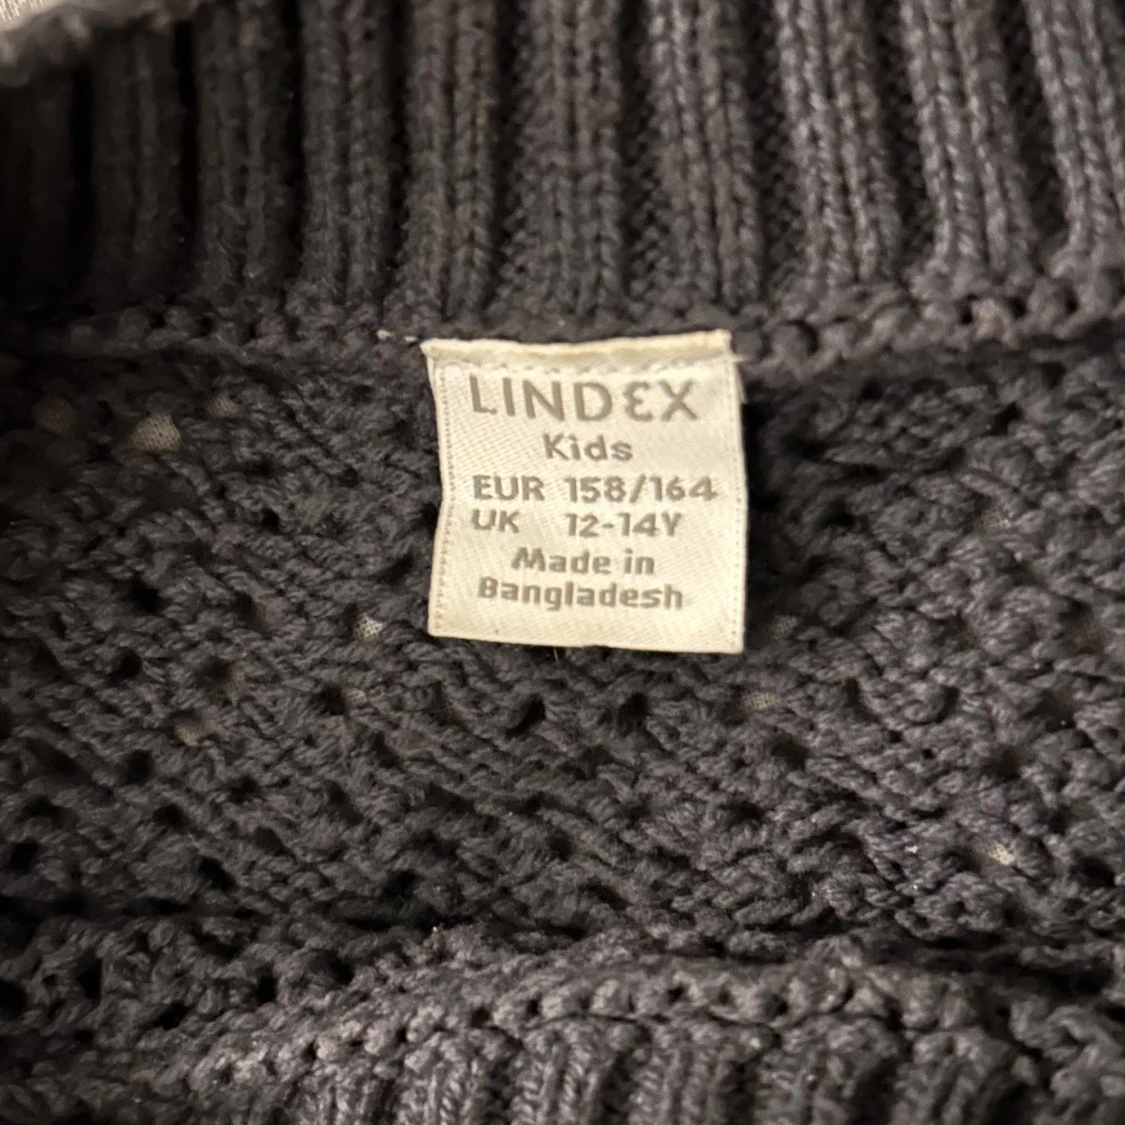 LINDEX
Kids
EUR 158/164
UK 12-14Y
Made in
Bangladesh